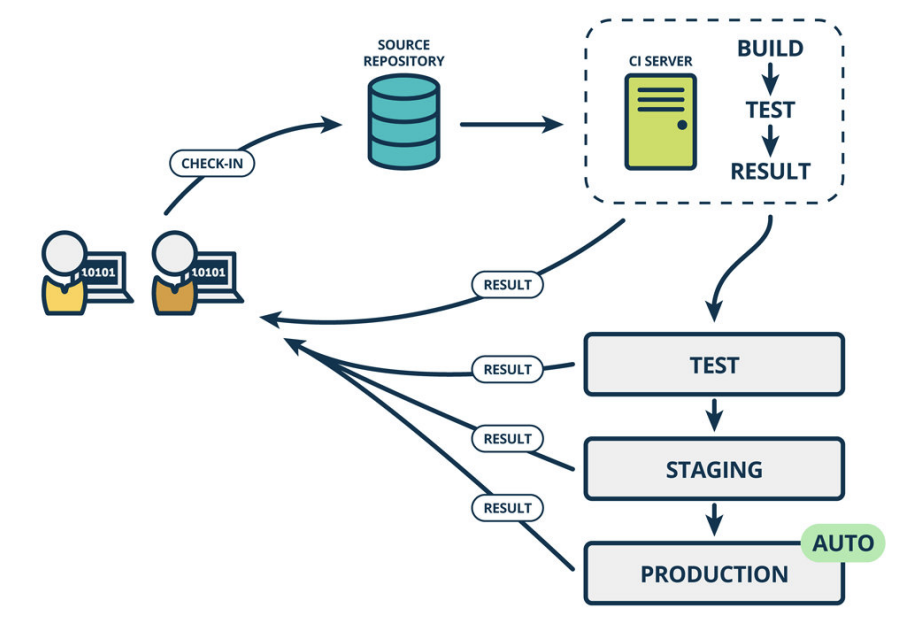 SOURCE
REPOSITORY
CI SERVER
BUILD
TEST
RESULT
CHECK-IN
10101
10101
RESULT
RESULT
TEST
RESULT
STAGING
RESULT
AUTO
PRODUCTION